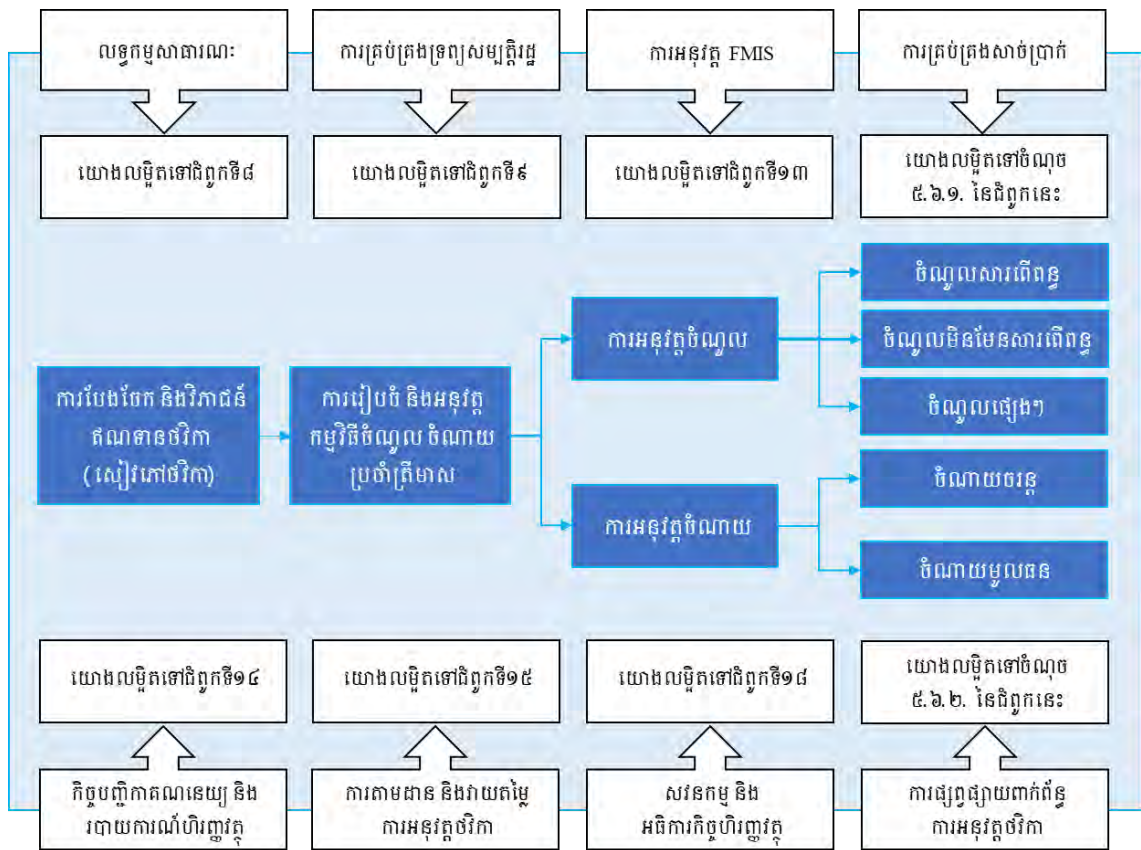 លទ្ធកម្មសាធារណៈ
ការគ្រប់គ្រងទ្រព្យសម្បត្តិរដ្ឋ
ការអនុវត្ត FMIS
ការគ្រប់គ្រងសាច់ប្រាក់
យោងលម្អិតទៅជំពូកទី៨
យោងលម្អិតទៅជំពូកទី៩
យោងលម្អិតទៅជំពូកទី១៣
យោងលម្អិតទៅចំណុច
៥.៦.១. នៃជំពូកនេះ
ការបែងចែក និងវិភាជន៍
ឥណទានថវិកា
(សៀវភៅថវិកា)
ការរៀបចំ និងអនុវត្ត
កម្មវិធីចំណូល ចំណាយ
ប្រចាំត្រីមាស
ការអនុវត្តចំណូល
ចំណូលសារពើពន្ធ
ចំណូលមិនមែនសារពើពន្ធ
ចំណូលផ្សេងៗ
ការអនុវត្តចំណាយ
ចំណាយចរន្ត
ចំណាយមូលធន
យោងលម្អិតទៅជំពូកទី១៤
យោងលម្អិតទៅជំពូកទី១៥
យោងលម្អិតទៅជំពូកទី១៨
យោងលម្អិតទៅចំណុច
៥.៦.២. នៃជំពូកនេះ
កិច្ចបញ្ជិកាគណនេយ្យ និង
របាយការណ៍ហិរញ្ញវត្ថុ
ការតាមដាន និងវាយតម្លៃ
ការអនុវត្តថវិកា
សវនកម្ម និង
អធិការកិច្ចហិរញ្ញវត្ថុ
ការផ្សព្វផ្សាយពាក់ព័ន្ធ
ការអនុវត្តថវិកា